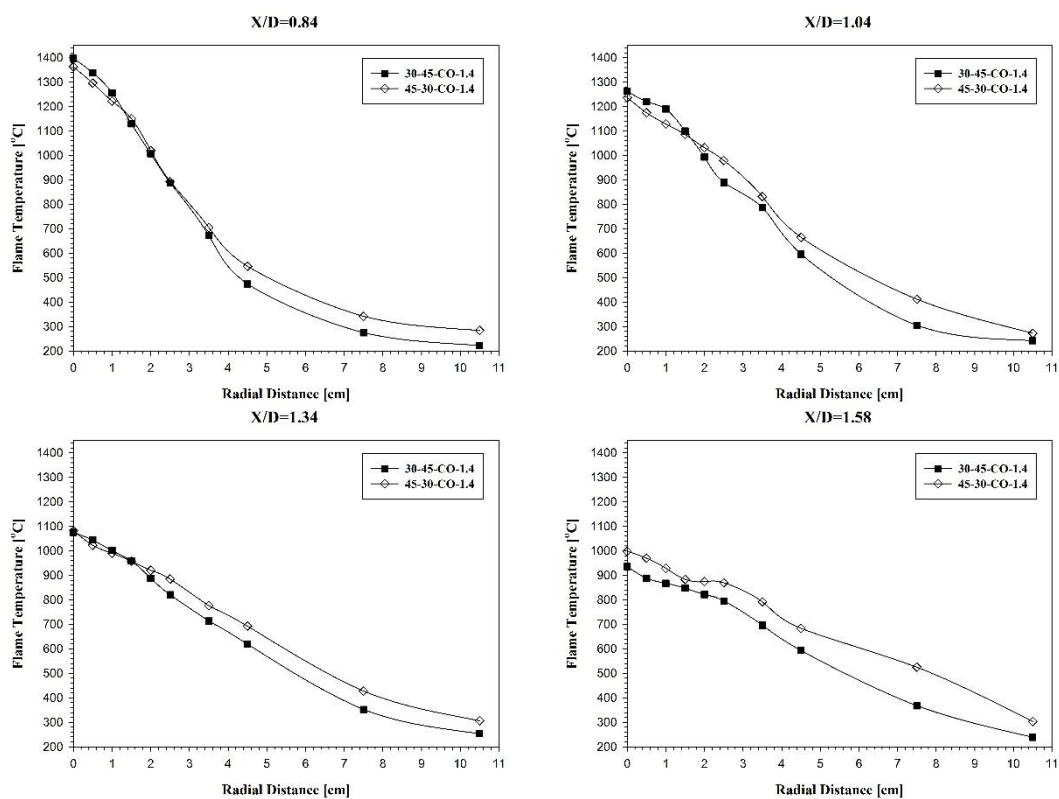 X/D=0.84
1400
1300
1200
1100
1000
900
800
700
600
500
400
300
200
Flame Temperature [°C]
30-45-CO-1.4
45-30-CO-1.4
0 1 2 3 4 5 6 7 8 9 10 11
Radial Distance [cm]
X/D=1.04
1400
1300
1200
1100
1000
900
800
700
600
500
400
300
200
Flame Temperature [°C]
30-45-CO-1.4
45-30-CO-1.4
0 1 2 3 4 5 6 7 8 9 10 11
Radial Distance [cm]
X/D=1.34
1400
1300
1200
1100
1000
900
800
700
600
500
400
300
200
Flame Temperature [°C]
30-45-CO-1.4
45-30-CO-1.4
0 1 2 3 4 5 6 7 8 9 10 11
Radial Distance [cm]
X/D=1.58
1400
1300
1200
1100
1000
900
800
700
600
500
400
300
200
Flame Temperature [°C]
30-45-CO-1.4
45-30-CO-1.4
0 1 2 3 4 5 6 7 8 9 10 11
Radial Distance [cm]